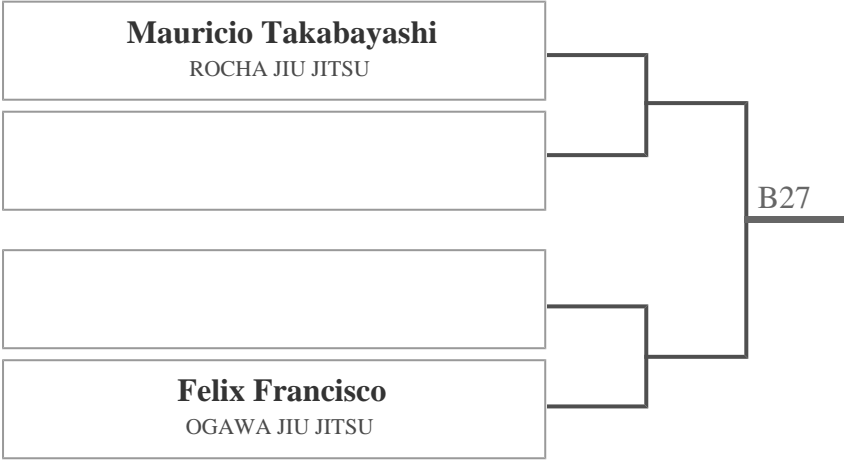 Mauricio Takabayashi
ROCHA JIU JITSU
B27
Felix Francisco
OGAWA JIU JITSU